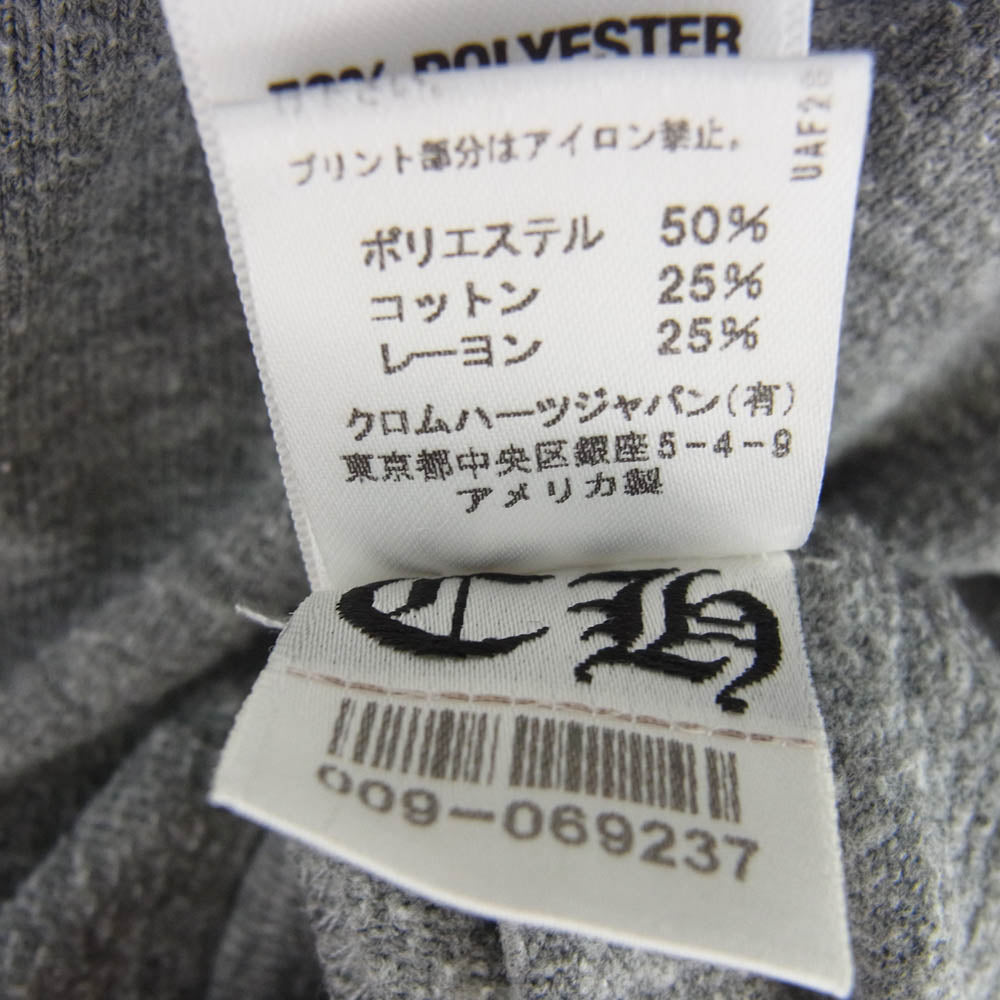 50% POLYESTER
プリント部分はアイロン禁止.
ポリエステル 50%
コットン 25%
レーヨン 25%
クロムハーツジャパン(有)
東京都中央区銀座5-4-9
アメリカ製
CH
009-069237